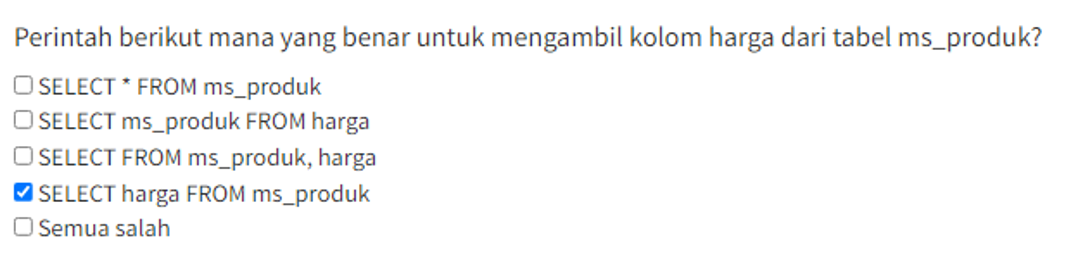 Perintah berikut mana yang benar untuk mengambil kolom harga dari tabel ms_produk?
SELECT * FROM ms_produk
SELECT ms_produk FROM harga
SELECT FROM ms_produk, harga
SELECT harga FROM ms_produk
Semua salah